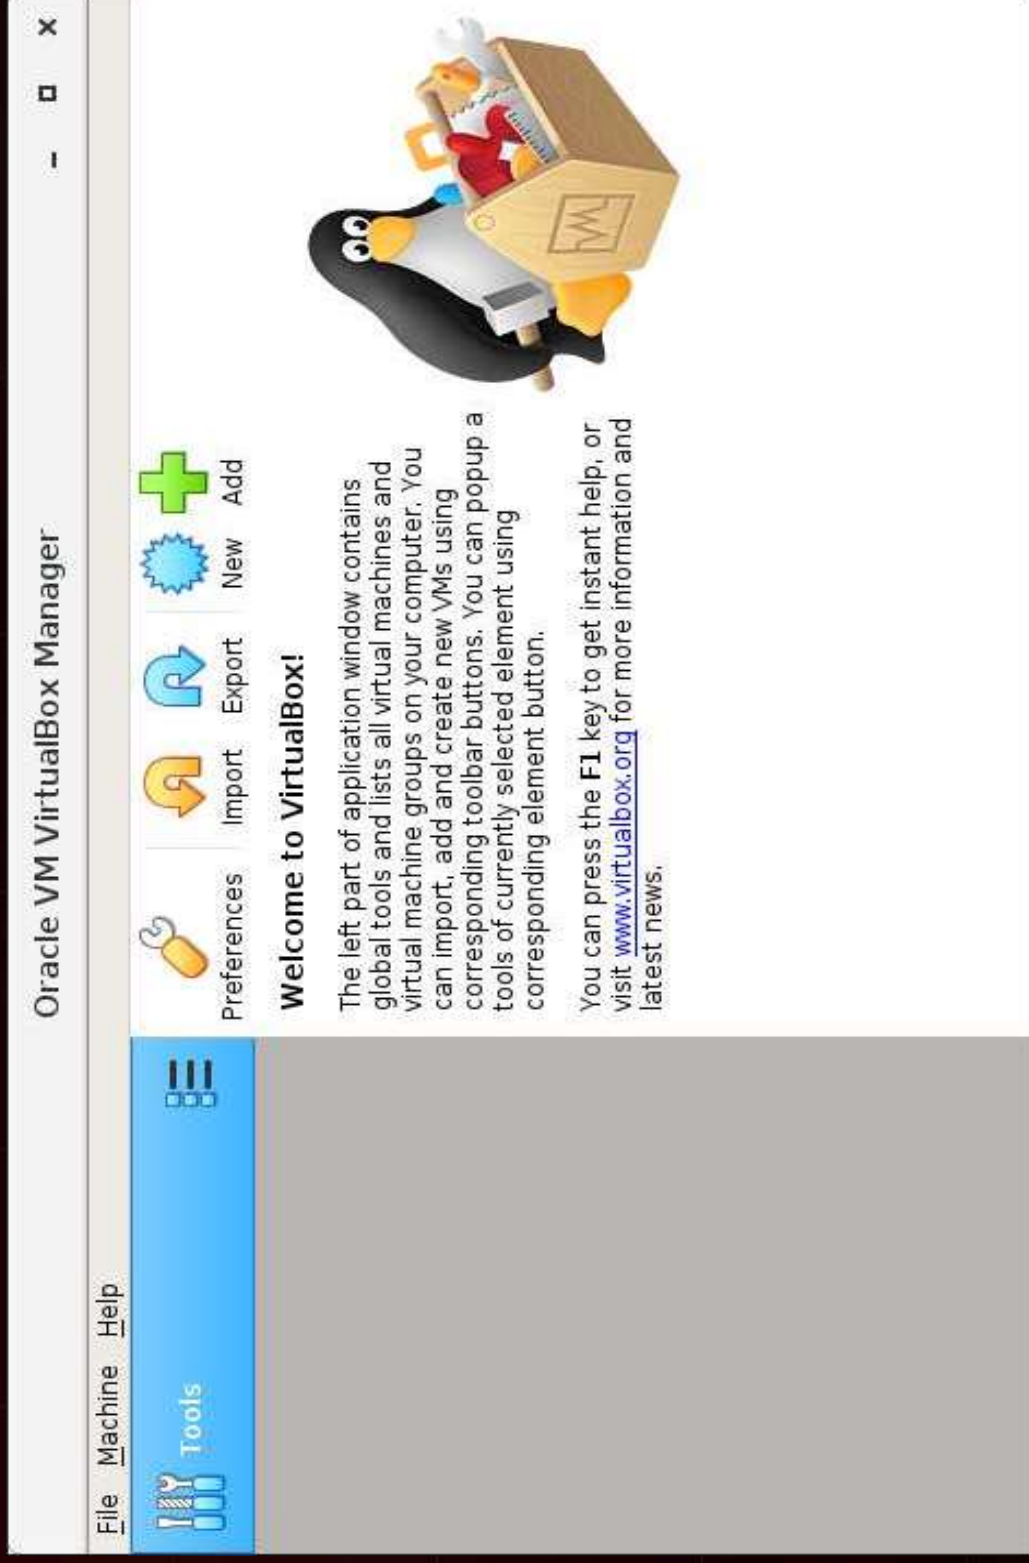 Oracle VM VirtualBox Manager
File Machine Help
Tools
Preferences Import Export New Add
Welcome to VirtualBox!
The left part of application window contains
global tools and lists all virtual machines and
virtual machine groups on your computer. You
can import, add and create new VMs using
corresponding toolbar buttons. You can popup a
tools of currently selected element using
corresponding element button.
You can press the F1 key to get instant help, or
visit www.virtualbox.org for more information and
latest news.